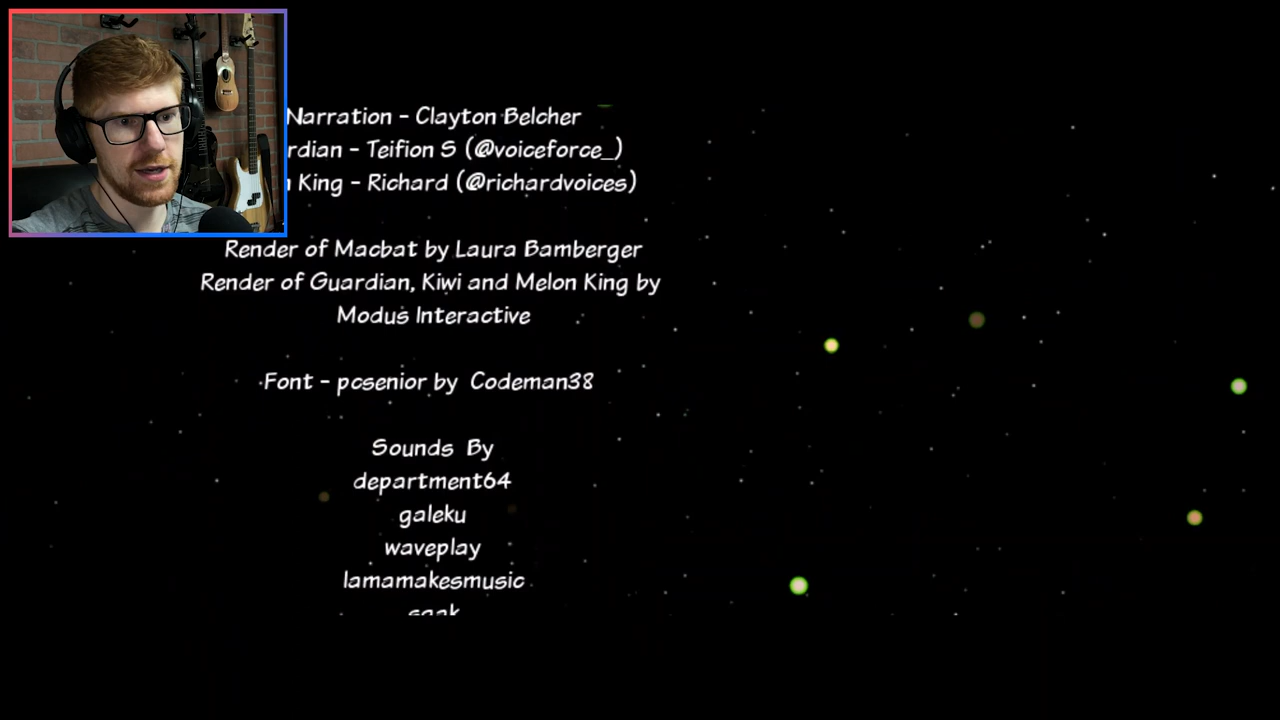 Narration - Clayton Belcher
rdian - Teifion S (@voiceforce_)
King - Richard (@richardvoices)
Render of Macbat by Laura Bamberger
Render of Guardian, Kiwi and Melon King by
Modus Interactive
Font - pcsenior by Codeman38
Sounds By
department64
galeku
waveplay
lamamakesmusic